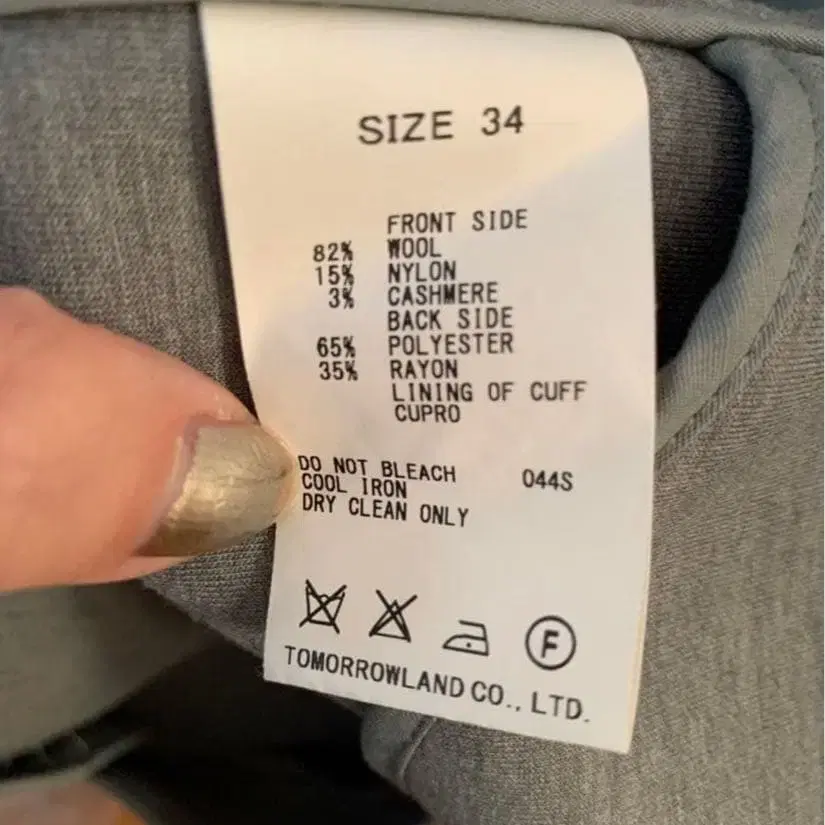 SIZE 34
FRONT SIDE
82% WOOL
15% NYLON
3% CASHMERE
BACK SIDE
65% POLYESTER
35% RAYON
LINING OF CUFF
CUPRO
DO NOT BLEACH 044S
COOL IRON
DRY CLEAN ONLY
F
TOMORROWLAND CO., LTD.